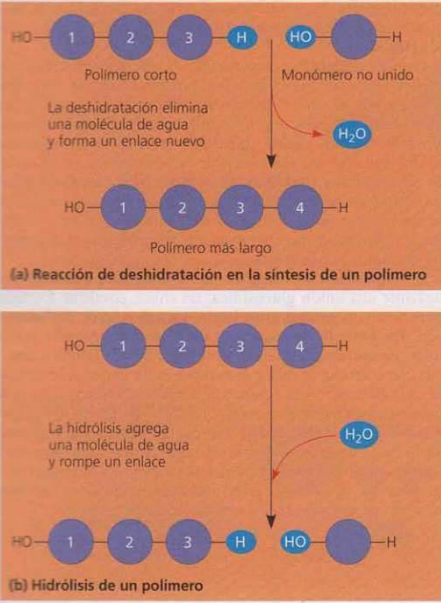 HO 1 2 3 H HO H
Polímero corto Monómero no unido
La deshidratación elimina
una molécula de agua
y forma un enlace nuevo
H₂O
HO 1 2 3 4 H
Polímero más largo
(a) Reacción de deshidratación en la síntesis de un polímero
HO 1 2 3 4 H
La hidrólisis agrega
una molécula de agua
y rompe un enlace
H₂O
HO 1 2 3 H HO H
(b) Hidrólisis de un polímero